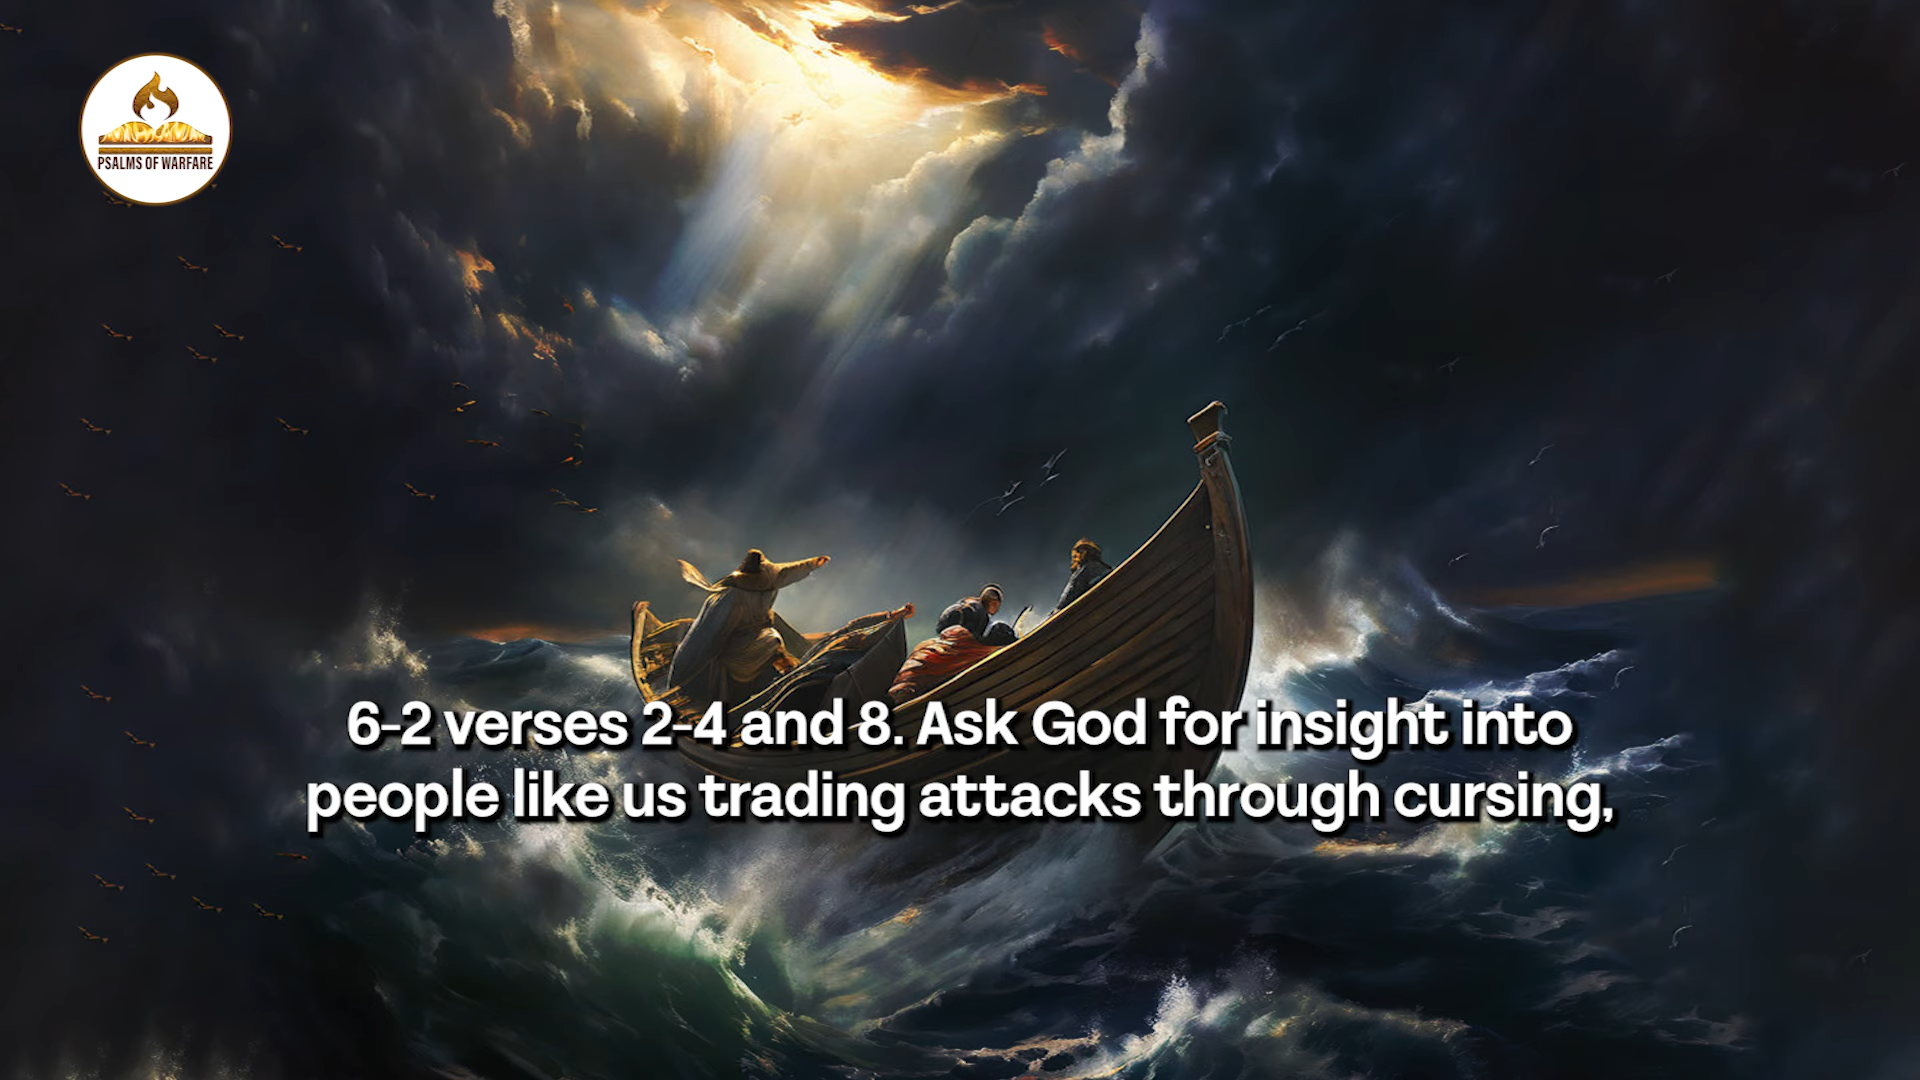 PSALMS OF WARFARE
6-2 verses 2-4 and 8. Ask God for insight into
people like us trading attacks through cursing,